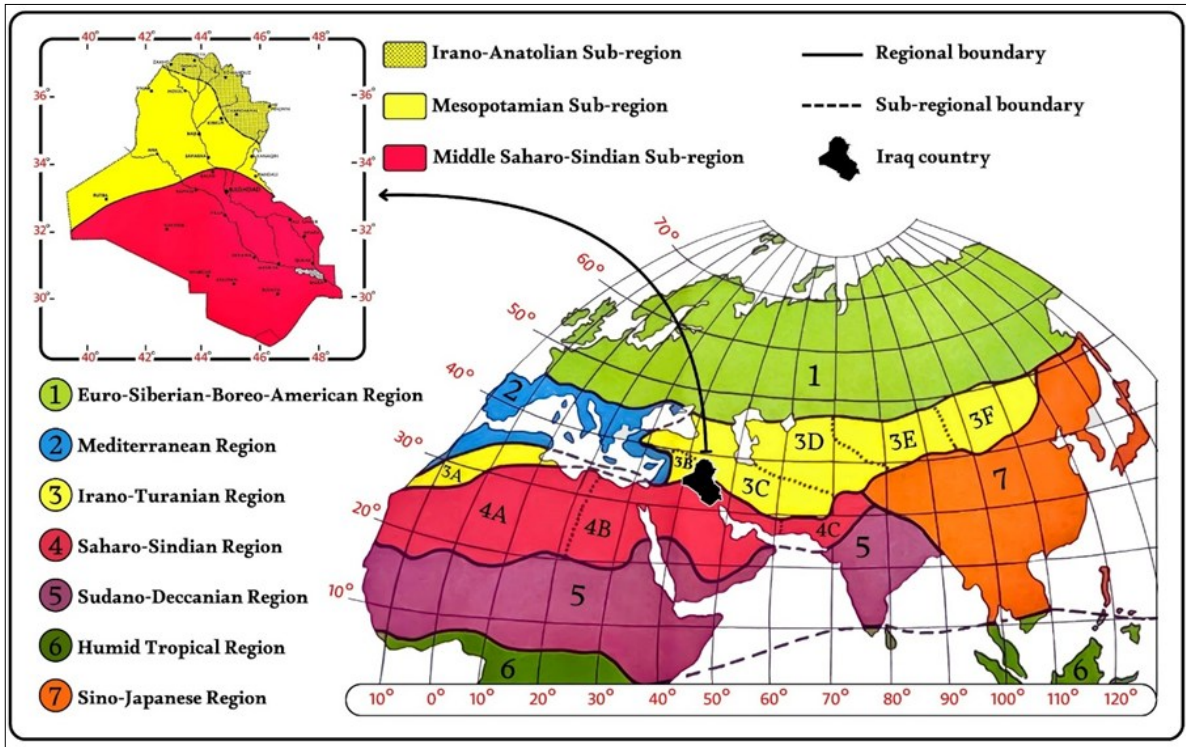 40° 42° 44° 46° 48°
36° 36°
34° 34°
32° 32°
30° 30°
BAGHDAD
40° 42° 44° 46° 48°
Irano-Anatolian Sub-region
Mesopotamian Sub-region
Middle Saharo-Sindian Sub-region
Regional boundary
Sub-regional boundary
Iraq country
1 Euro-Siberian-Boreo-American Region
2 Mediterranean Region
3 Irano-Turanian Region
4 Saharo-Sindian Region
5 Sudano-Deccanian Region
6 Humid Tropical Region
7 Sino-Japanese Region
70°
60°
50°
40°
30°
20°
10°
1
2
3A
3B
3C
3D
3E
3F
4A
4B
4C
5
5
6
6
7
10° 0° 10° 20° 30° 40° 50° 60° 70° 80° 90° 100° 110° 120°